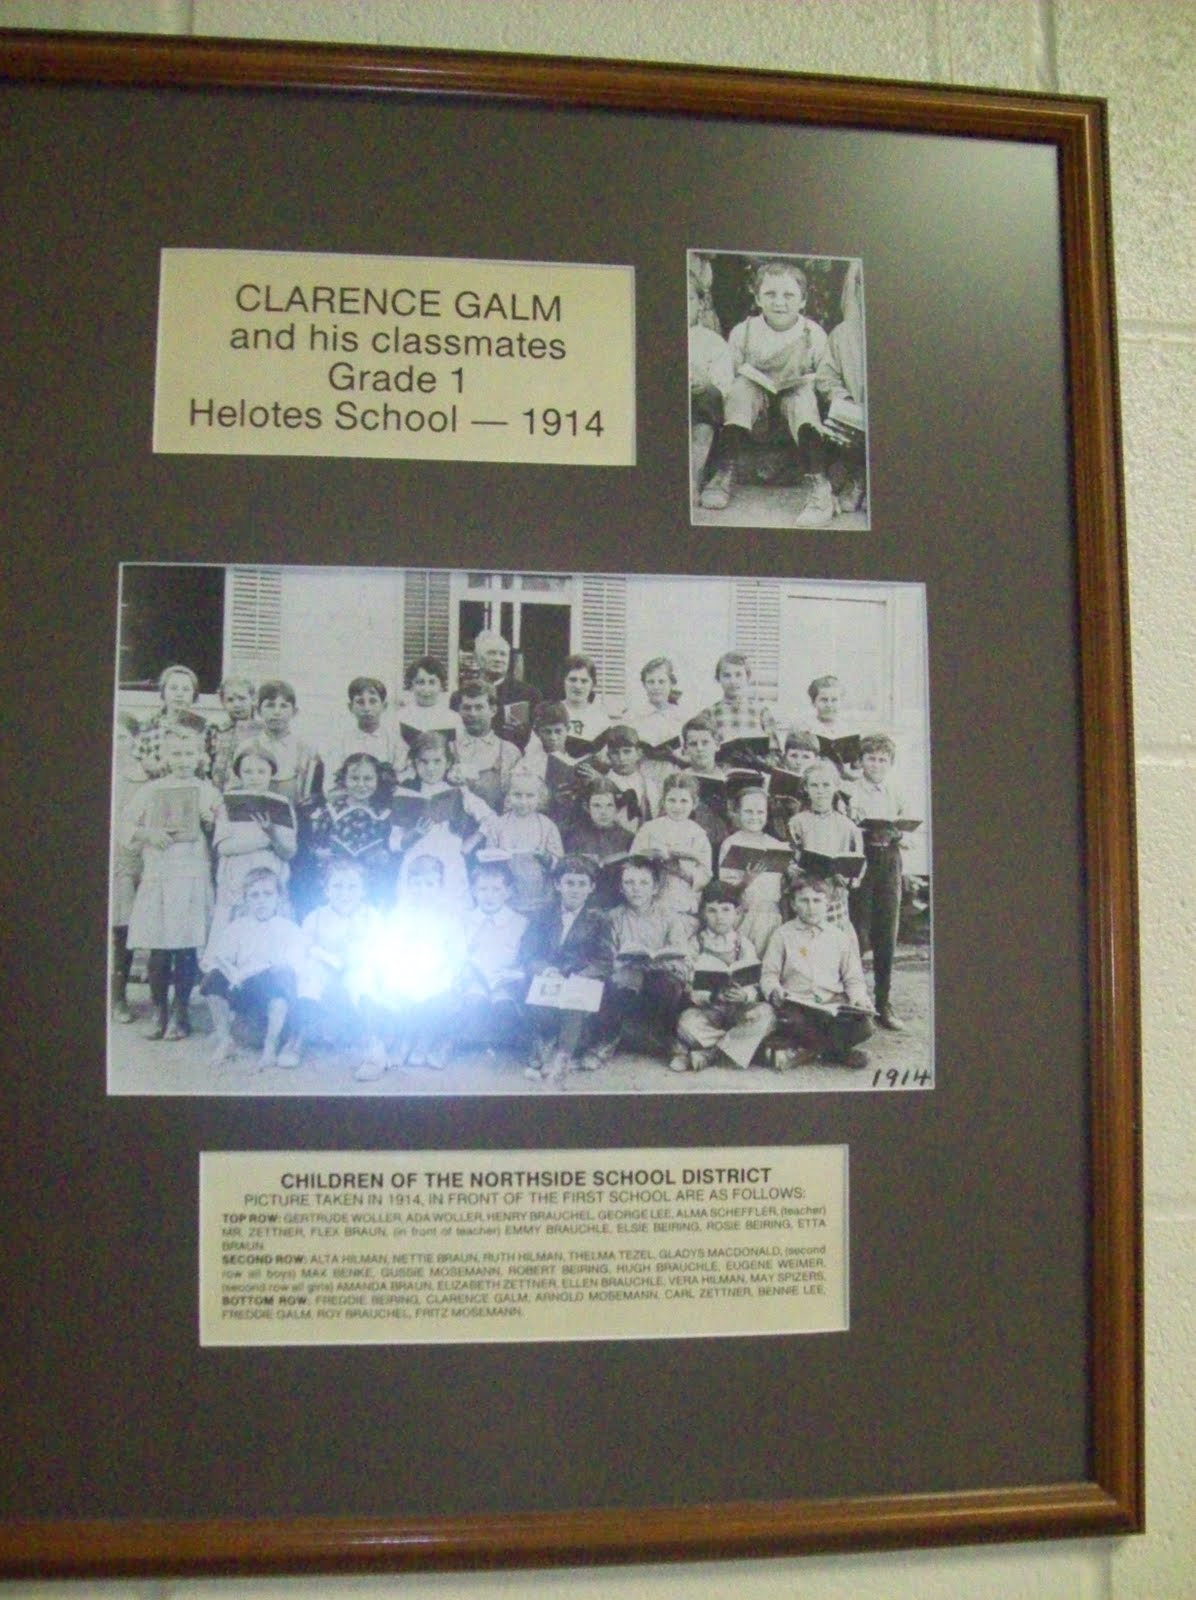 CLARENCE GALM
and his classmates
Grade 1
Helotes School — 1914
1914
CHILDREN OF THE NORTHSIDE SCHOOL DISTRICT
PICTURE TAKEN IN 1914, IN FRONT OF THE FIRST SCHOOL ARE AS FOLLOWS:
TOP ROW: GERTRUDE WOLLER, ADA WOLLER, HENRY BRAUCHEL, GEORGE LEE, ALMA SCHEFFLER, (teacher)
MR. ZETTNER, FLEX BRAUN, (in front of teacher) EMMY BRAUCHLE, ELSIE BEIRING, ROSIE BEIRING, ETTA
BRAUN.
SECOND ROW: ALTA HILMAN, NETTIE BRAUN, RUTH HILMAN, THELMA TEZEL, GLADYS MACDONALD, (second
row all boys) MAX BENKE, GUSSIE MOSEMANN, ROBERT BEIRING, HUGH BRAUCHLE, EUGENE WEIMER,
(second row all girls) AMANDA BRAUN, ELIZABETH ZETTNER, ELLEN BRAUCHLE, VERA HILMAN, MAY SPIZERS,
BOTTOM ROW: FREDDIE BEIRING, CLARENCE GALM, ARNOLD MOSEMANN, CARL ZETTNER, BENNIE LEE,
FREDDIE GALM, ROY BRAUCHEL, FRITZ MOSEMANN.